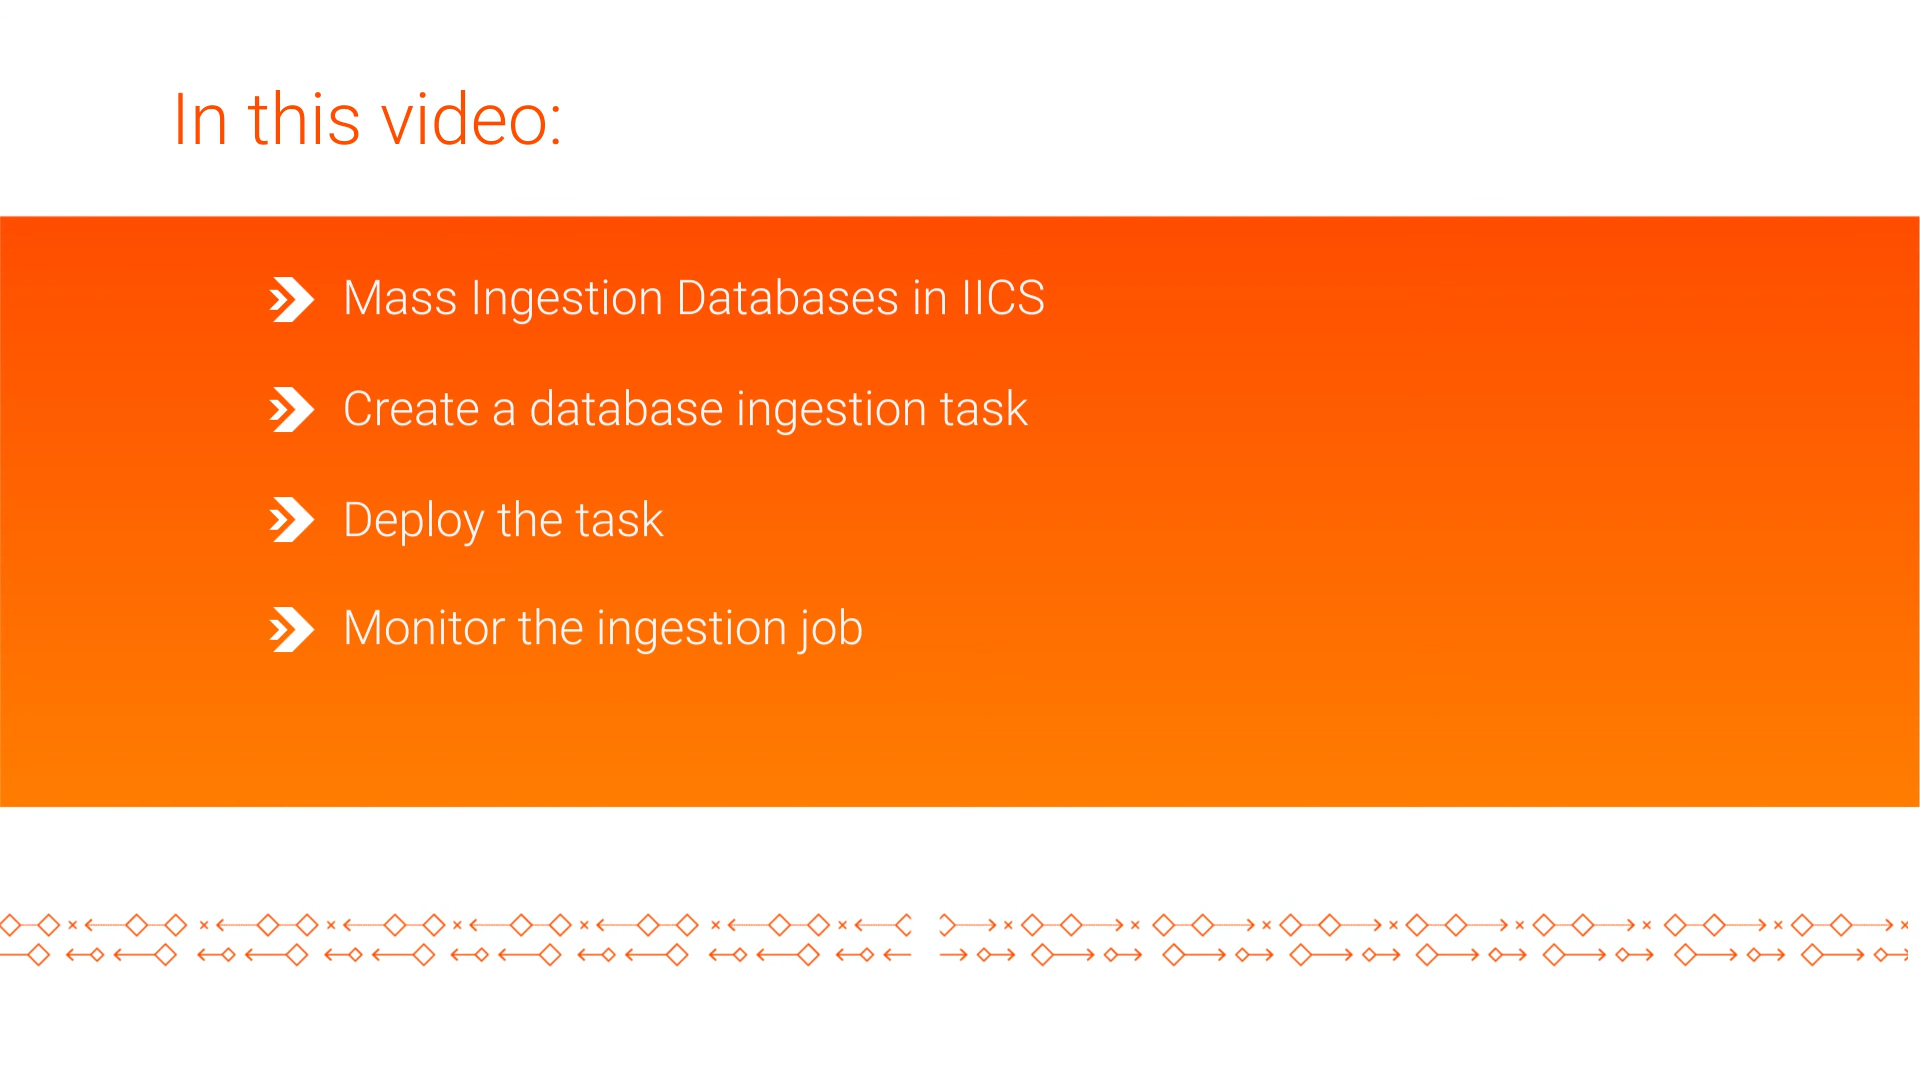 In this video:
Mass Ingestion Databases in IICS
Create a database ingestion task
Deploy the task
Monitor the ingestion job